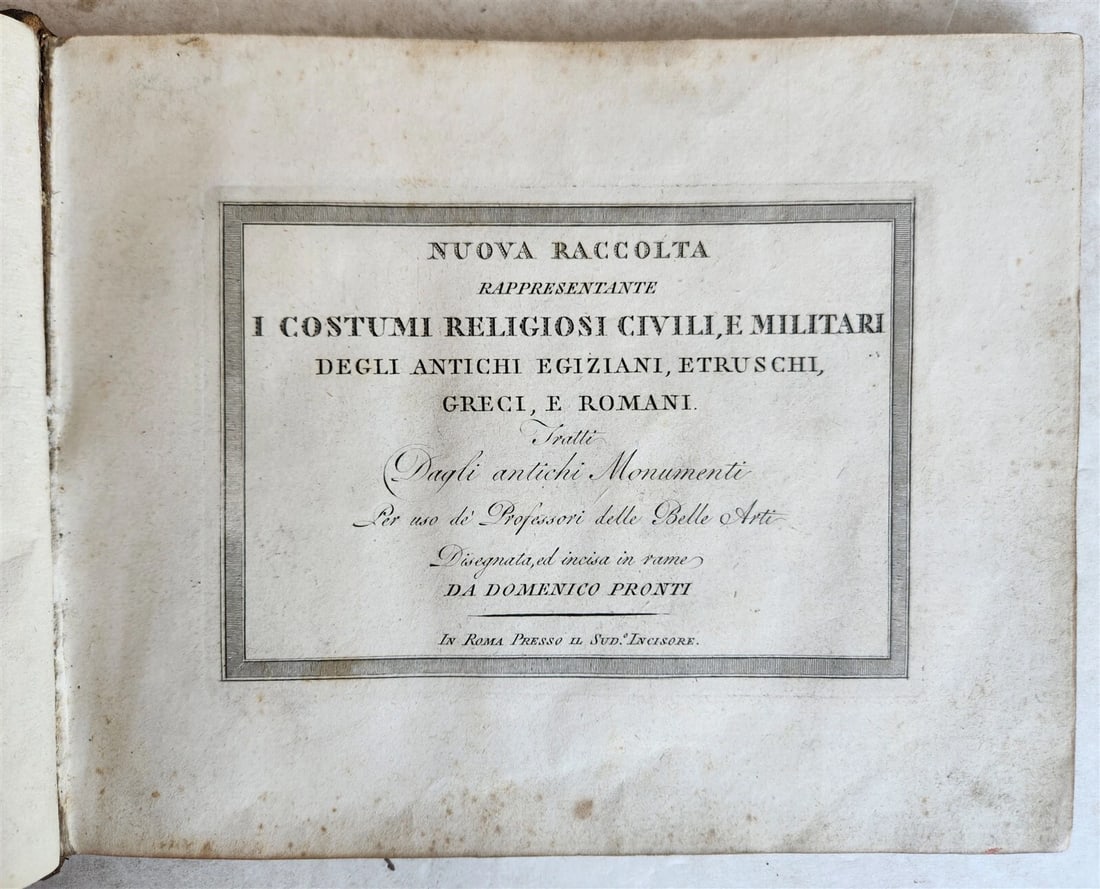 NUOVA RACCOLTA
RAPPRESENTANTE
I COSTUMI RELIGIOSI CIVILI, E MILITARI
DEGLI ANTICHI EGIZIANI, ETRUSCHI,
GRECI, E ROMANI.
Tratti
Dagli antichi Monumenti
Per uso de' Professori delle Belle Arti
Disegnata, ed incisa in rame
DA DOMENICO PRONTI
IN ROMA PRESSO IL SUD.º INCISORE.